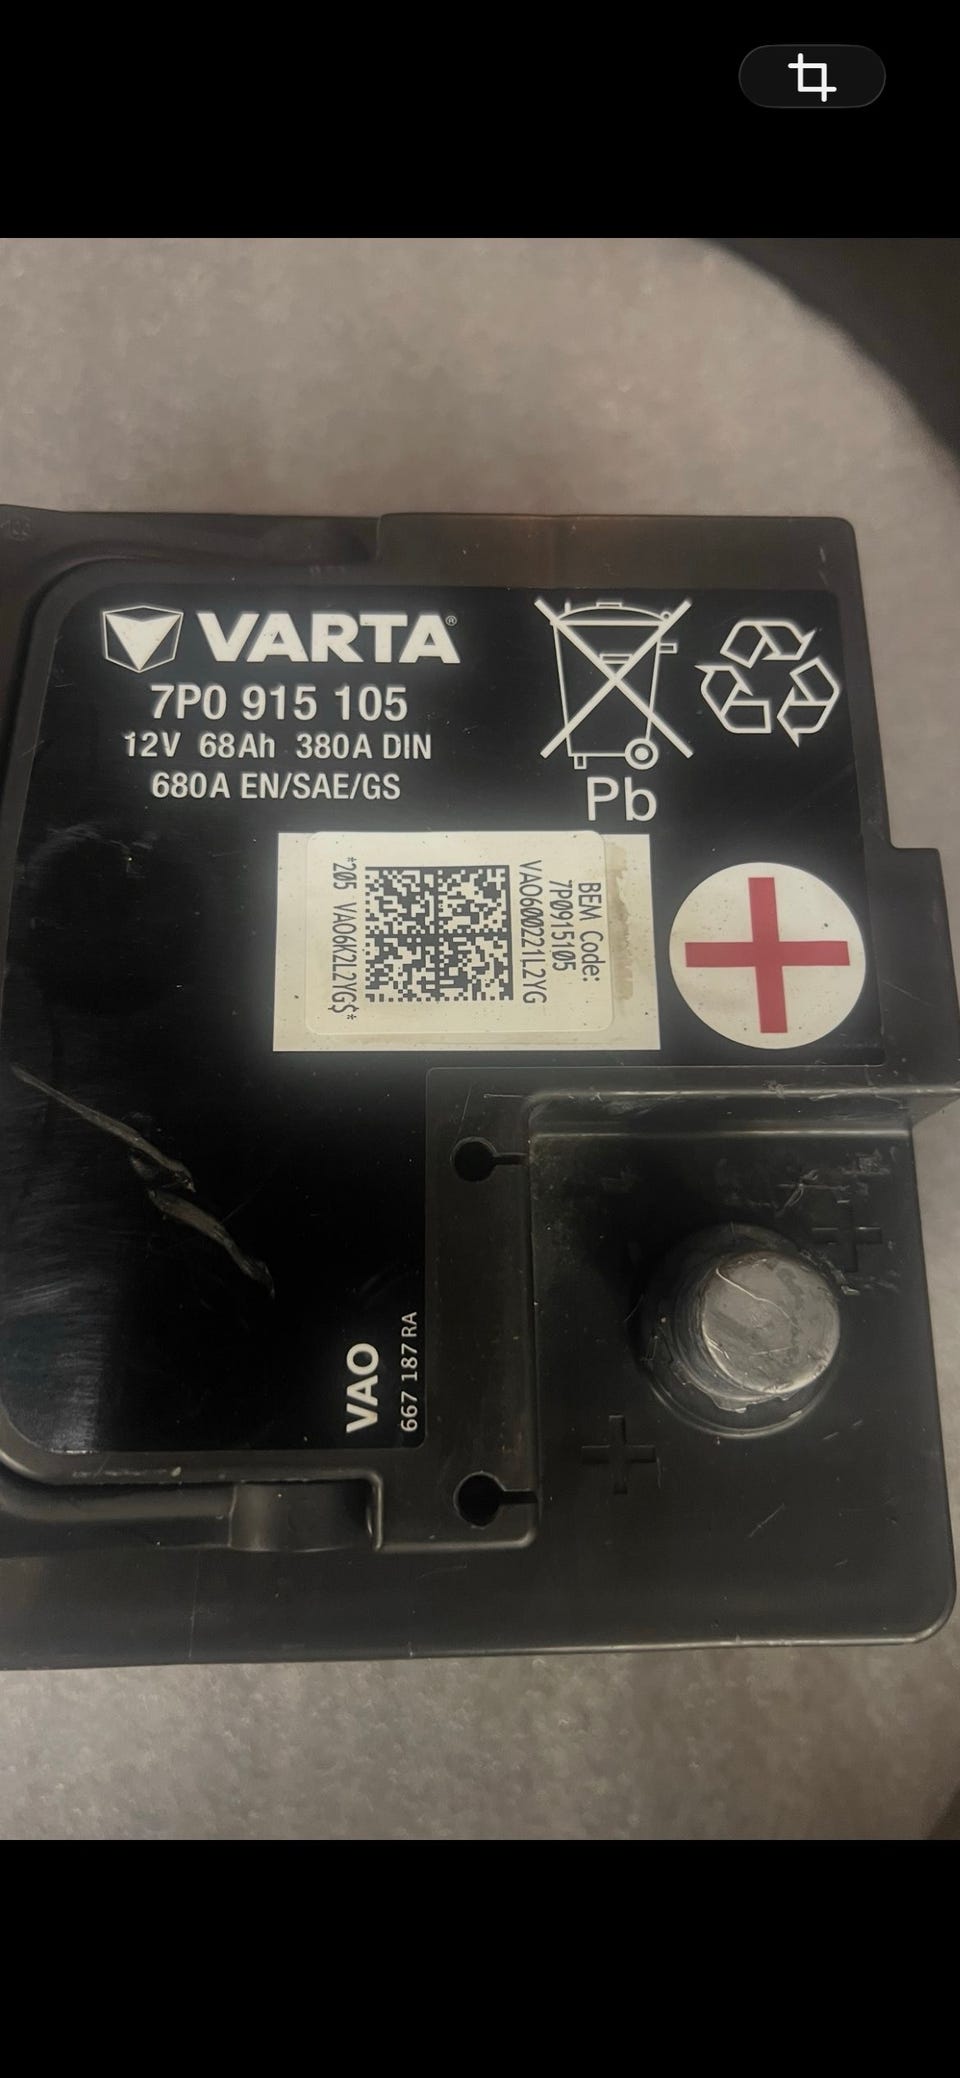 VARTA®
7P0 915 105
12V 68Ah 380A DIN
680A EN/SAE/GS
Pb
BEM Code:
7P0915105
VAO600221L2YG
*205 VAO6K2L2YG$*
+
VAO
667 187 RA
+
+